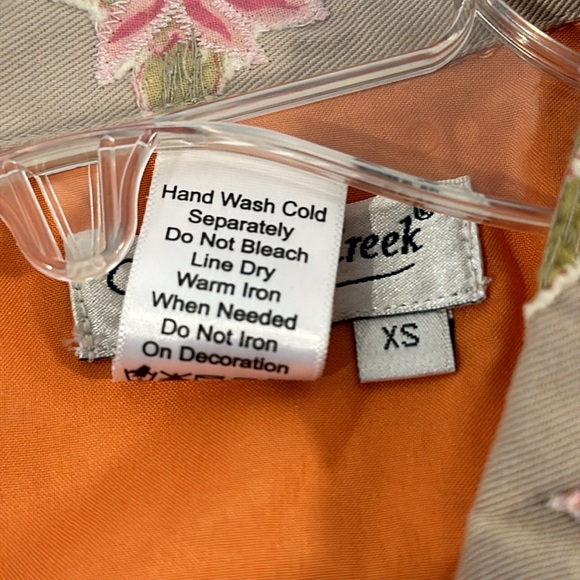 Hand Wash Cold
Separately
Do Not Bleach
Line Dry
Warm Iron
When Needed
Do Not Iron
On Decoration
reek®
XS